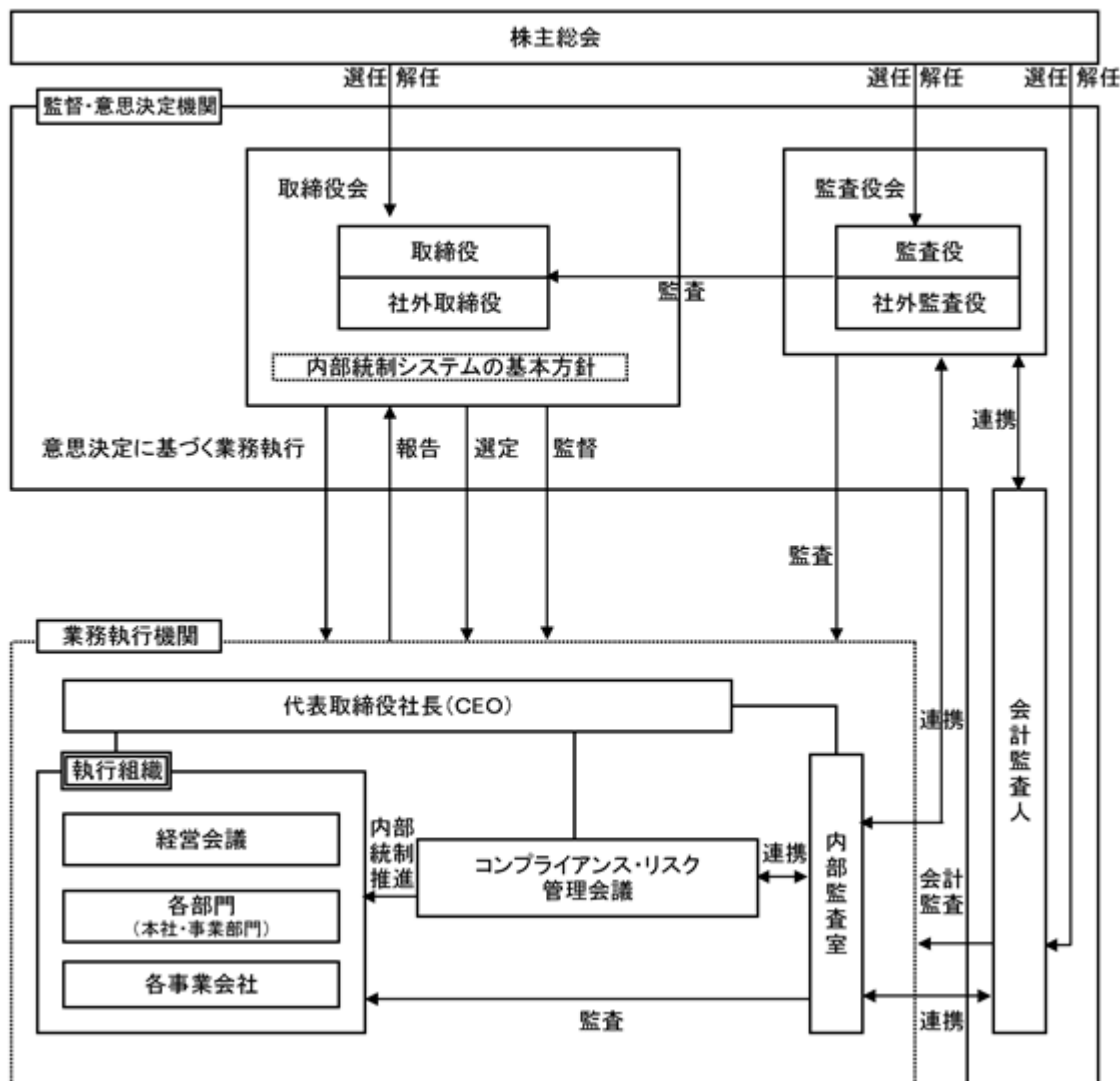 株主総会
選任 解任
選任 解任
選任 解任
監督・意思決定機関
取締役会
監査役会
取締役
監査役
社外取締役
監査
社外監査役
内部統制システムの基本方針
連携
意思決定に基づく業務執行
報告
選定
監督
監査
業務執行機関
代表取締役社長（CEO）
連携
会計監査人
執行組織
経営会議
内部
統制
推進
コンプライアンス・リスク
管理会議
連携
内部監査室
会計
監査
各部門
（本社・事業部門）
各事業会社
監査
連携